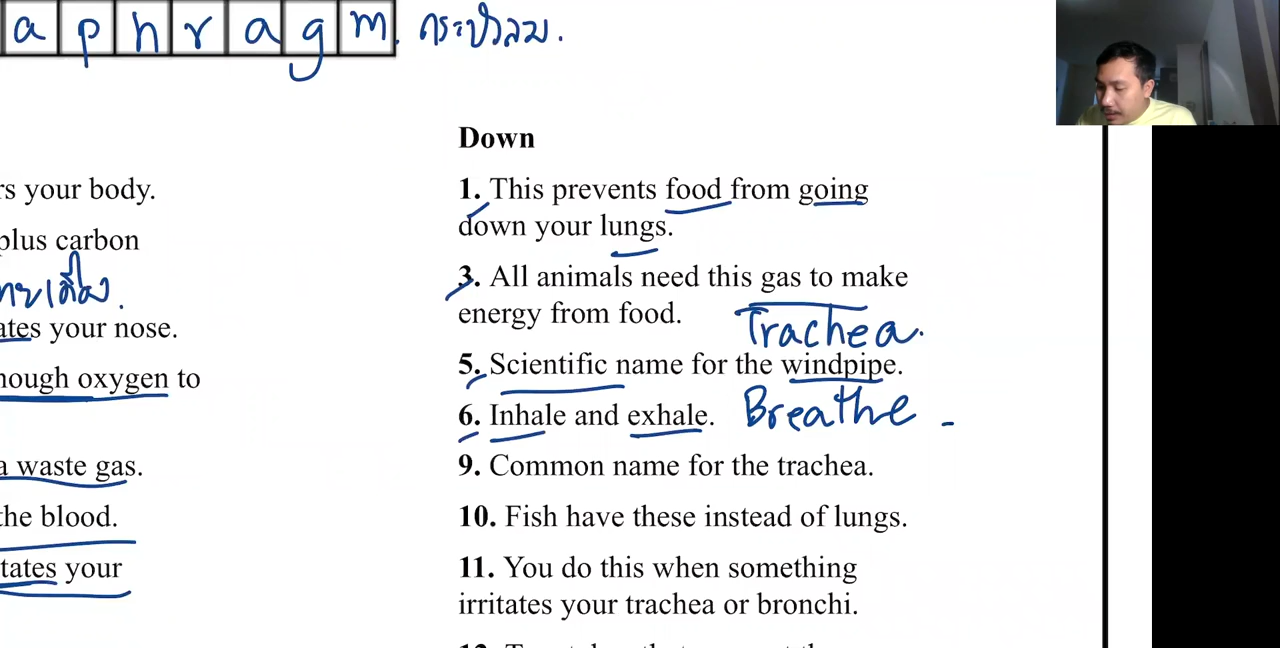 aphragm. กระบังลม.
Down
rs your body.
1. This prevents food from going
down your lungs.
plus carbon
3. All animals need this gas to make
energy from food.
ates your nose.
Trachea.
5. Scientific name for the windpipe.
nough oxygen to
6. Inhale and exhale. Breathe -
a waste gas.
9. Common name for the trachea.
the blood.
10. Fish have these instead of lungs.
tates your
11. You do this when something
irritates your trachea or bronchi.